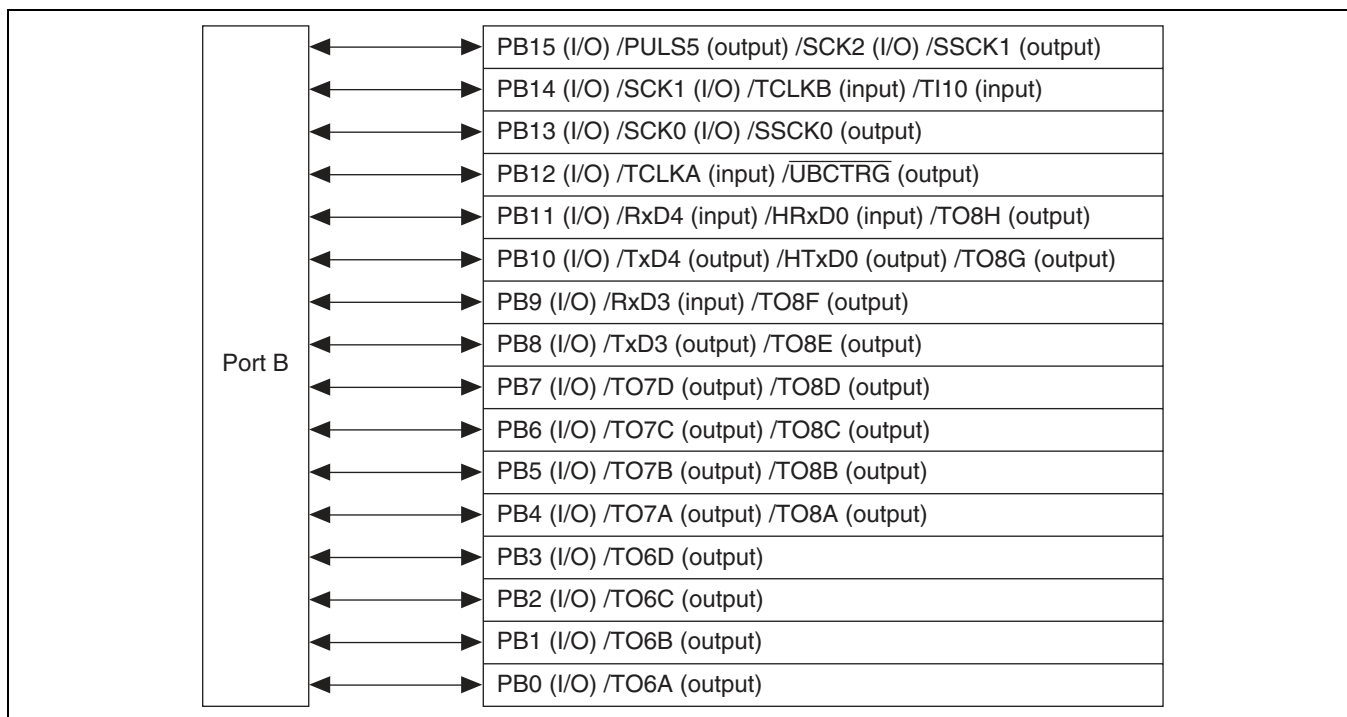 PB15 (I/O) /PULS5 (output) /SCK2 (I/O) /SSCK1 (output)
PB14 (I/O) /SCK1 (I/O) /TCLKB (input) /TI10 (input)
PB13 (I/O) /SCK0 (I/O) /SSCK0 (output)
PB12 (I/O) /TCLKA (input) /U̅B̅C̅T̅R̅G̅ (output)
PB11 (I/O) /RxD4 (input) /HRxD0 (input) /TO8H (output)
PB10 (I/O) /TxD4 (output) /HTxD0 (output) /TO8G (output)
PB9 (I/O) /RxD3 (input) /TO8F (output)
PB8 (I/O) /TxD3 (output) /TO8E (output)
Port B
PB7 (I/O) /TO7D (output) /TO8D (output)
PB6 (I/O) /TO7C (output) /TO8C (output)
PB5 (I/O) /TO7B (output) /TO8B (output)
PB4 (I/O) /TO7A (output) /TO8A (output)
PB3 (I/O) /TO6D (output)
PB2 (I/O) /TO6C (output)
PB1 (I/O) /TO6B (output)
PB0 (I/O) /TO6A (output)